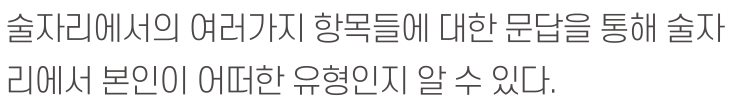 술자리에서의 여러가지 항목들에 대한 문답을 통해 술자
리에서 본인이 어떠한 유형인지 알 수 있다.